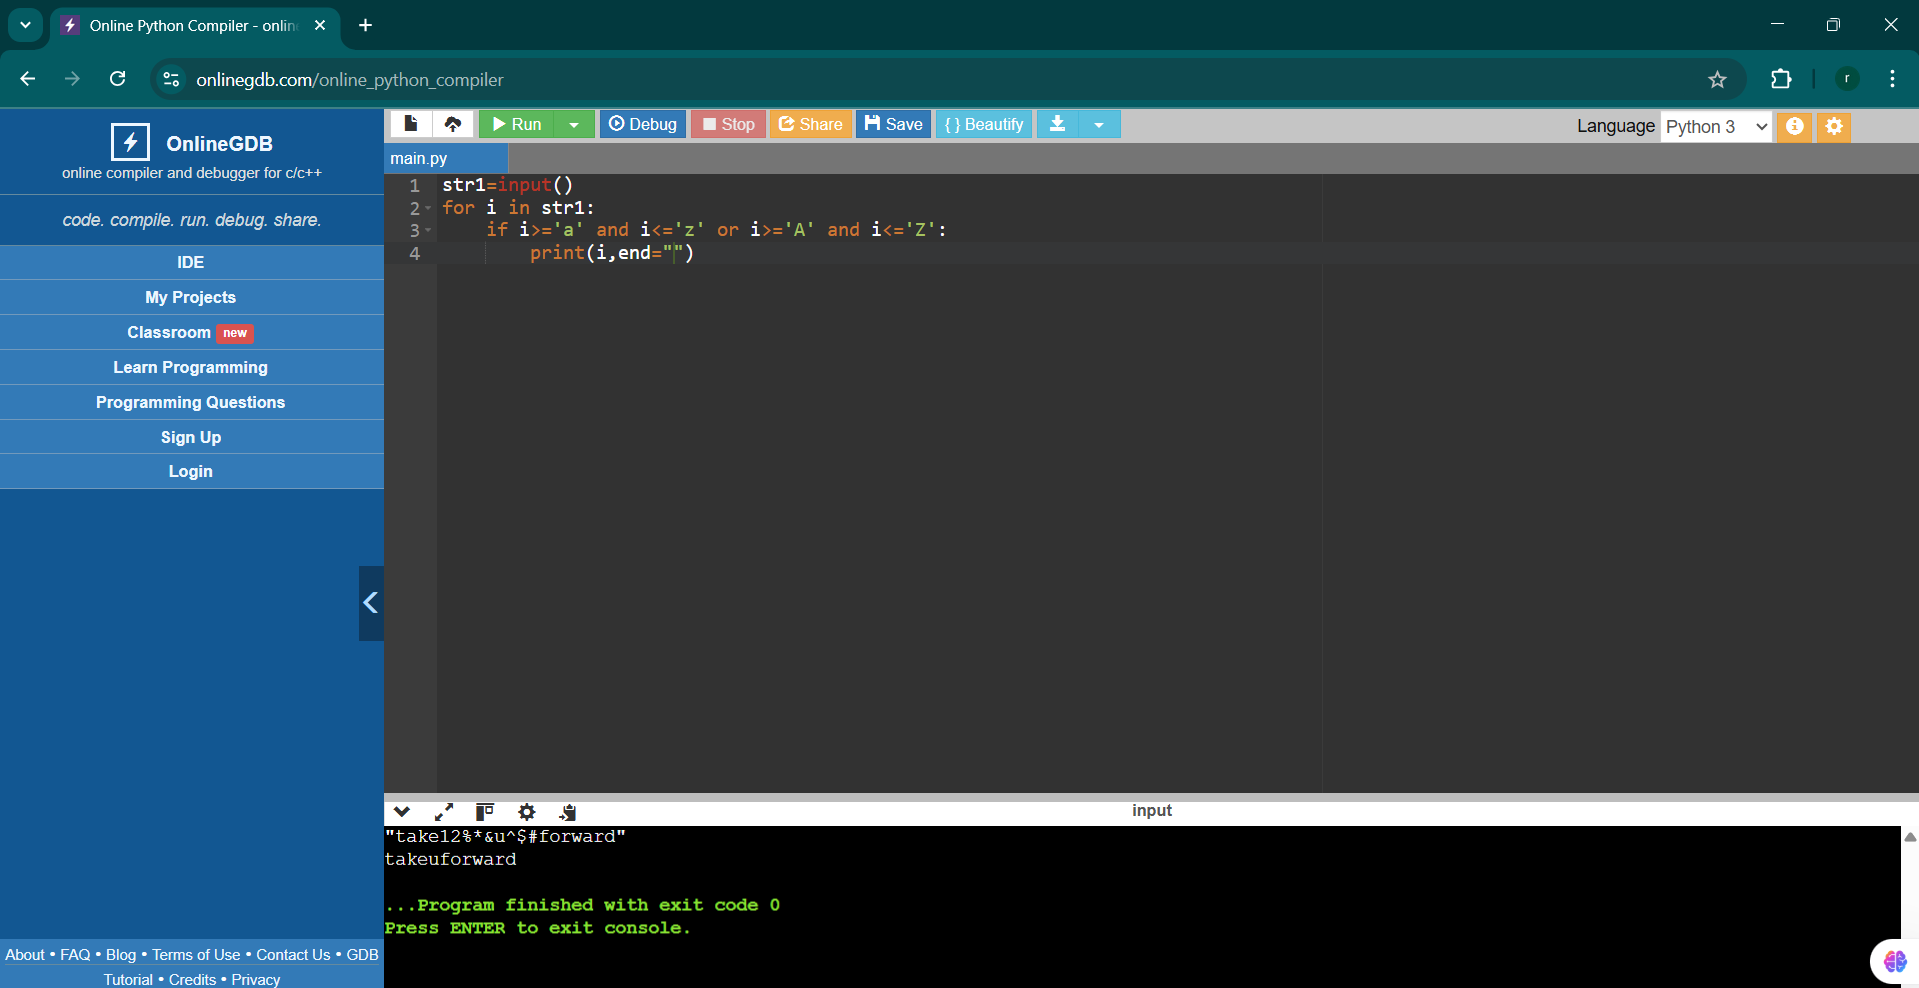 Online Python Compiler - onlin
onlinegdb.com/online_python_compiler
r
OnlineGDB
online compiler and debugger for c/c++
code. compile. run. debug. share.
IDE
My Projects
Classroom new
Learn Programming
Programming Questions
Sign Up
Login
About • FAQ • Blog • Terms of Use • Contact Us • GDB
Tutorial • Credits • Privacy
Run Debug Stop Share Save { } Beautify
Language Python 3
main.py
1 str1=input()
2 for i in str1:
3 if i>='a' and i<='z' or i>='A' and i<='Z':
4 print(i,end="")
input
"take12%*&u^$#forward"
takeuforward
...Program finished with exit code 0
Press ENTER to exit console.